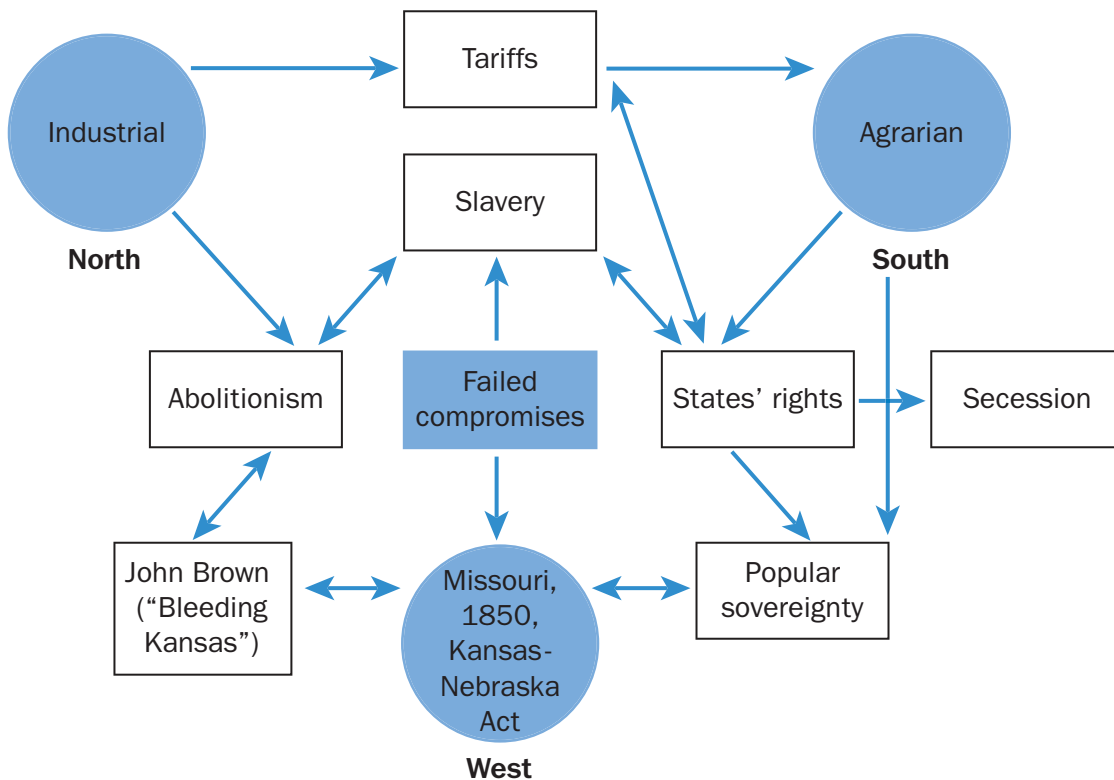 Tariffs
Industrial
Agrarian
Slavery
North
South
Abolitionism
Failed
compromises
States’ rights
Secession
John Brown
(“Bleeding
Kansas”)
Missouri,
1850,
Kansas-
Nebraska
Act
Popular
sovereignty
West